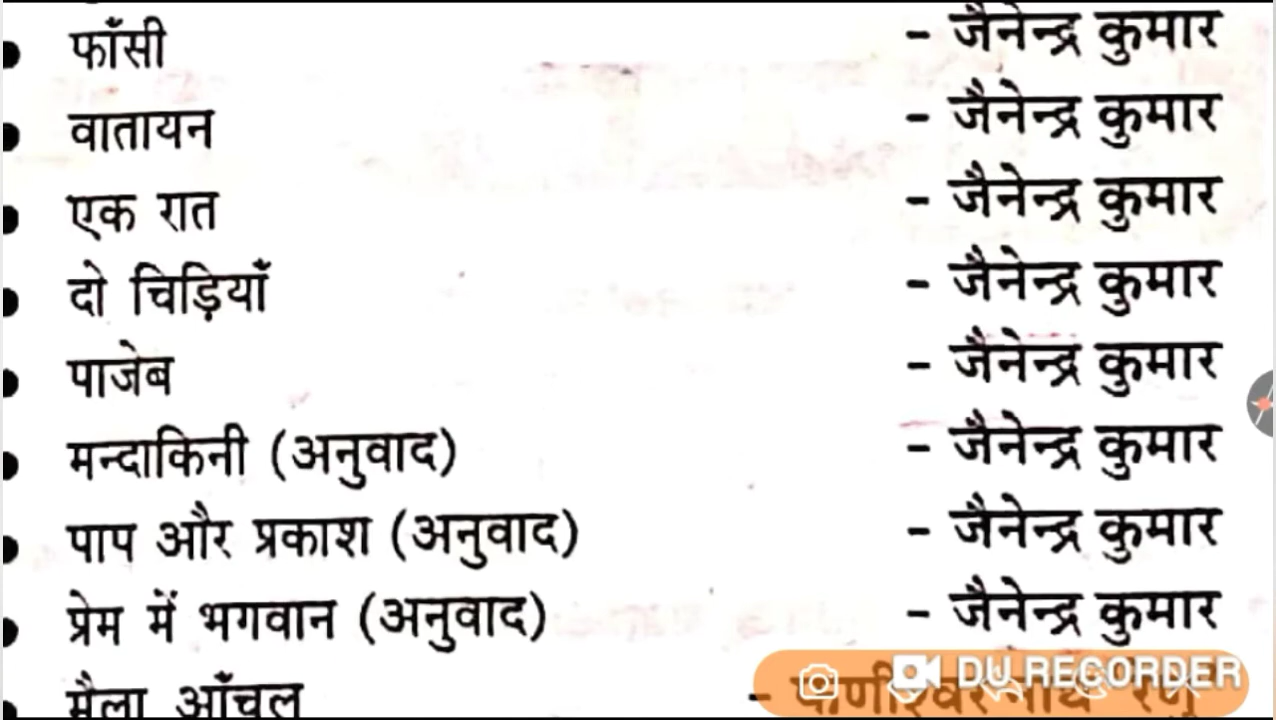 • फाँसी - जैनेन्द्र कुमार
• वातायन - जैनेन्द्र कुमार
• एक रात - जैनेन्द्र कुमार
• दो चिड़ियाँ - जैनेन्द्र कुमार
• पाजेब - जैनेन्द्र कुमार
• मन्दाकिनी (अनुवाद) - जैनेन्द्र कुमार
• पाप और प्रकाश (अनुवाद) - जैनेन्द्र कुमार
• प्रेम में भगवान (अनुवाद) - जैनेन्द्र कुमार
• मैला आँचल -
DU RECORDER